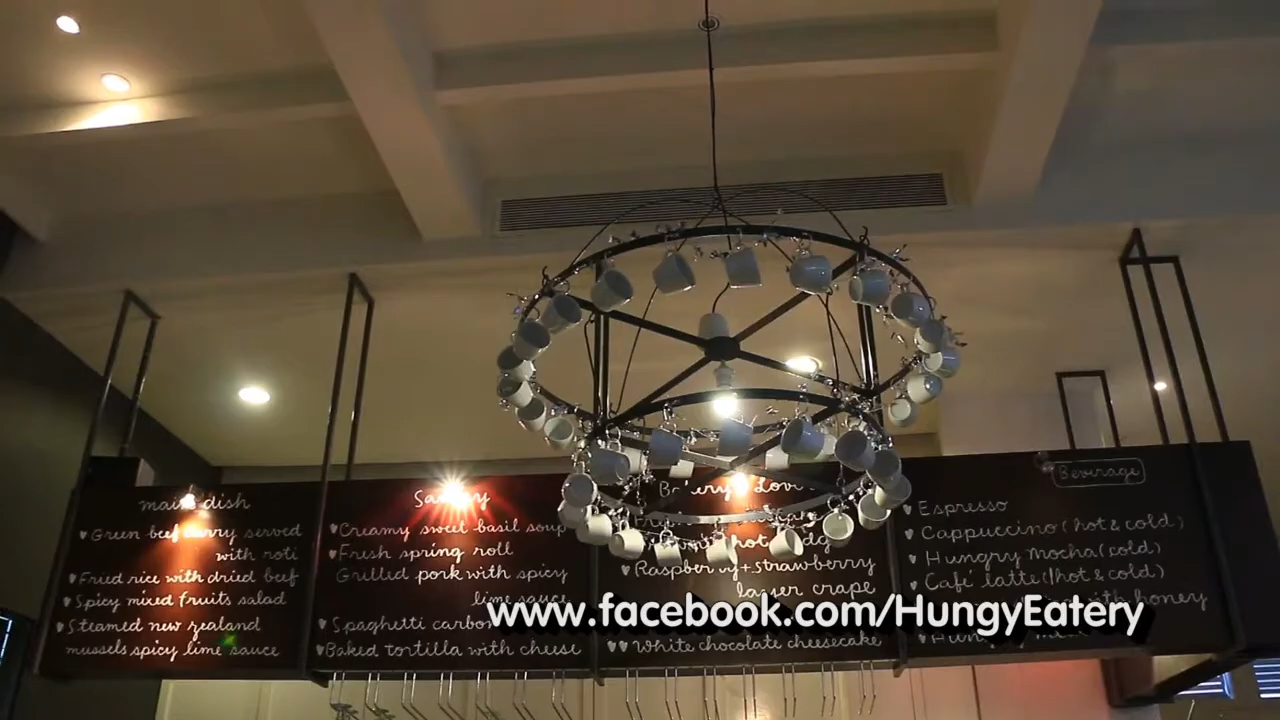 main dish
Green beef curry served
with roti
Fried rice with dried beef
Spicy mixed fruits salad
Steamed new zealand
mussels spicy lime sauce
Savory
Creamy sweet basil soup
Fresh spring roll
Grilled pork with spicy
lime sauce
Spaghetti
Baked tortilla with cheese
Raspberry + strawberry
layer crape
White chocolate cheesecake
Beverage
Espresso
Cappuccino (hot & cold)
Hungry Mocha (cold)
Café latte (hot & cold)
with honey
www.facebook.com/HungyEatery